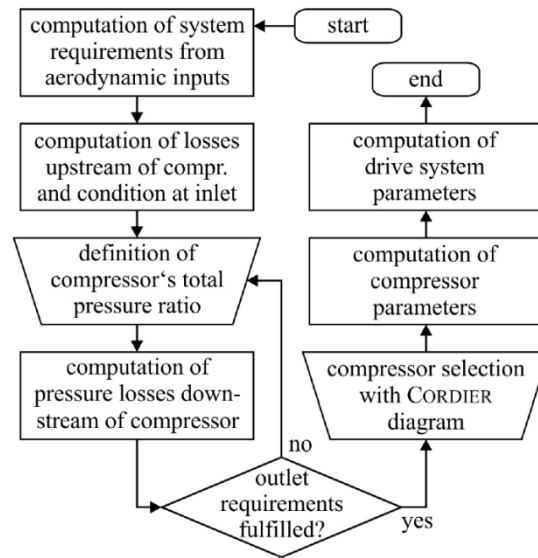 start
computation of system
requirements from
aerodynamic inputs
computation of losses
upstream of compr.
and condition at inlet
definition of
compressor‘s total
pressure ratio
computation of
pressure losses down-
stream of compressor
outlet
requirements
fulfilled?
no
yes
compressor selection
with CORDIER
diagram
computation of
compressor
parameters
computation of
drive system
parameters
end